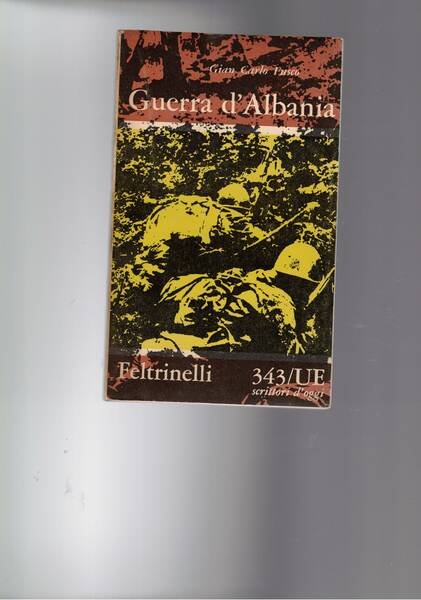 Gian Carlo Fusco
Guerra d'Albania
Feltrinelli 343/UE
scrittori d'oggi